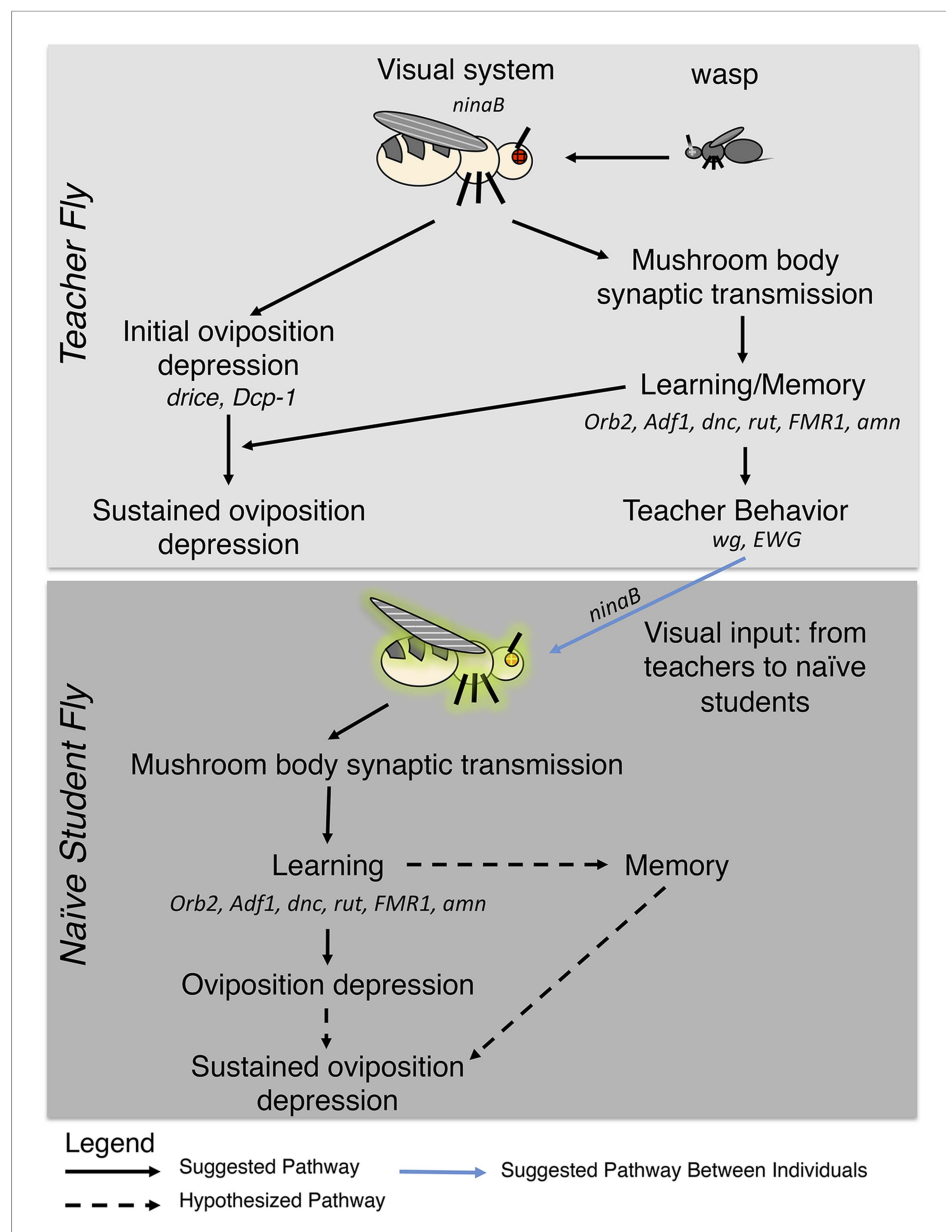 Teacher Fly
Visual system
ninaB
wasp
Mushroom body
synaptic transmission
Initial oviposition
depression
drice, Dcp-1
Learning/Memory
Orb2, Adf1, dnc, rut, FMR1, amn
Sustained oviposition
depression
Teacher Behavior
wg, EWG
Naïve Student Fly
ninaB
Visual input: from
teachers to naïve
students
Mushroom body synaptic transmission
Learning
Memory
Orb2, Adf1, dnc, rut, FMR1, amn
Oviposition depression
Sustained oviposition
depression
Legend
Suggested Pathway
Suggested Pathway Between Individuals
Hypothesized Pathway